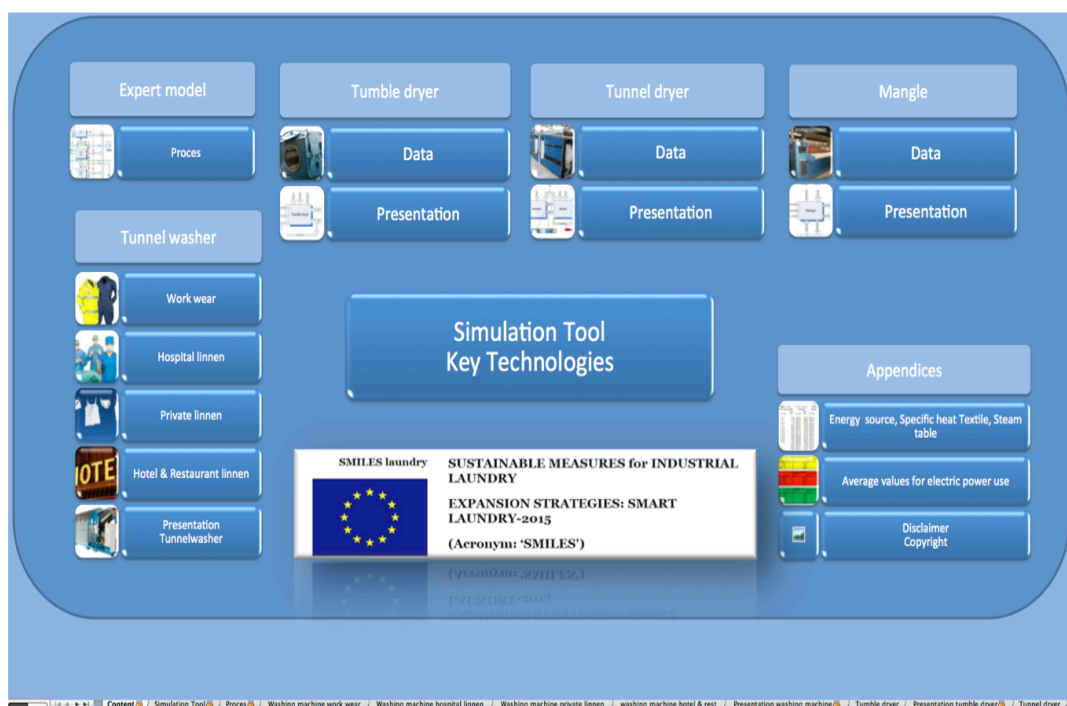 Expert model
Proces
Tumble dryer
Data
Presentation
Tunnel dryer
Data
Presentation
Mangle
Data
Presentation
Tunnel washer
Work wear
Hospital linnen
Private linnen
HOTE
Hotel & Restaurant linnen
Presentation
Tunnelwasher
Simulation Tool
Key Technologies
SMILES laundry
SUSTAINABLE MEASURES for INDUSTRIAL
LAUNDRY
EXPANSION STRATEGIES: SMART
LAUNDRY-2015
(Acronym: ‘SMILES’)
Appendices
Energy source, Specific heat Textile, Steam
table
Average values for electric power use
Disclaimer
Copyright
Content Simulation Tool Proces Washing machine work wear Washing machine hospital linnen Washing machine private linnen washing machine hotel & rest Presentation washing machine Tumble dryer Presentation tumble dryer Tunnel dryer